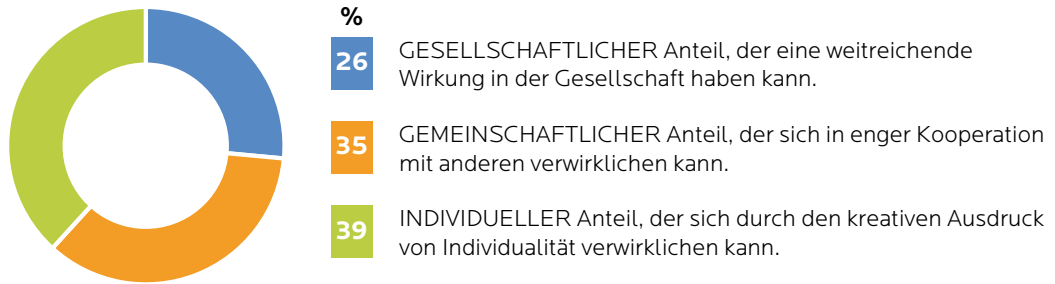 %
26
GESELLSCHAFTLICHER Anteil, der eine weitreichende
Wirkung in der Gesellschaft haben kann.
35
GEMEINSCHAFTLICHER Anteil, der sich in enger Kooperation
mit anderen verwirklichen kann.
39
INDIVIDUELLER Anteil, der sich durch den kreativen Ausdruck
von Individualität verwirklichen kann.